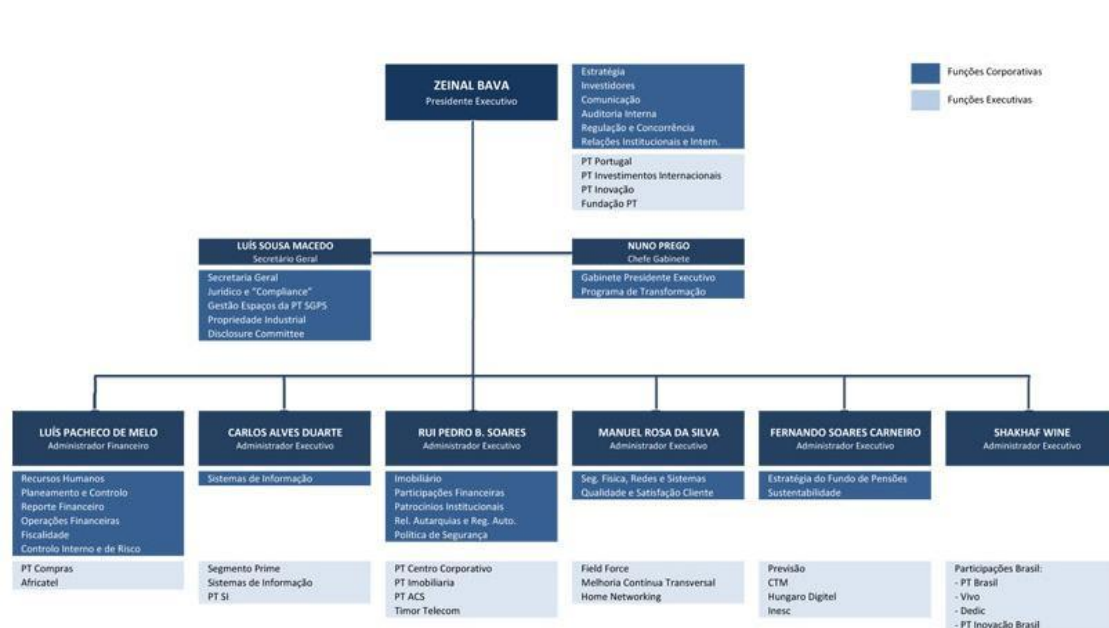 ZEINAL BAVA
Presidente Executivo
Estratégia
Investidores
Comunicação
Auditoria Interna
Regulação e Concorrência
Relações Institucionais e Intern.
PT Portugal
PT Investimentos Internacionais
PT Inovação
Fundação PT
Funções Corporativas
Funções Executivas
LUÍS SOUSA MACEDO
Secretário Geral
Secretaria Geral
Jurídico e "Compliance"
Gestão Espaços da PT SGPS
Propriedade Industrial
Disclosure Committee
NUNO PREGO
Chefe Gabinete
Gabinete Presidente Executivo
Programa de Transformação
LUÍS PACHECO DE MELO
Administrador Financeiro
Recursos Humanos
Planeamento e Controlo
Reporte Financeiro
Operações Financeiras
Fiscalidade
Controlo Interno e de Risco
PT Compras
Africatel
CARLOS ALVES DUARTE
Administrador Executivo
Sistemas de Informação
Segmento Prime
Sistemas de Informação
PT SI
RUI PEDRO B. SOARES
Administrador Executivo
Imobiliário
Participações Financeiras
Patrocinios Institucionais
Rel. Autarquias e Reg. Auto.
Política de Segurança
PT Centro Corporativo
PT Imobiliaria
PT ACS
Timor Telecom
MANUEL ROSA DA SILVA
Administrador Executivo
Seg. Fisica, Redes e Sistemas
Qualidade e Satisfação Cliente
Field Force
Melhoria Contínua Transversal
Home Networking
FERNANDO SOARES CARNEIRO
Administrador Executivo
Estratégia do Fundo de Pensões
Sustentabilidade
Previsão
CTM
Hungaro Digitel
Inesc
SHAKHAF WINE
Administrador Executivo
Participações Brasil:
- PT Brasil
- Vivo
- Dedic
- PT Inovação Brasil